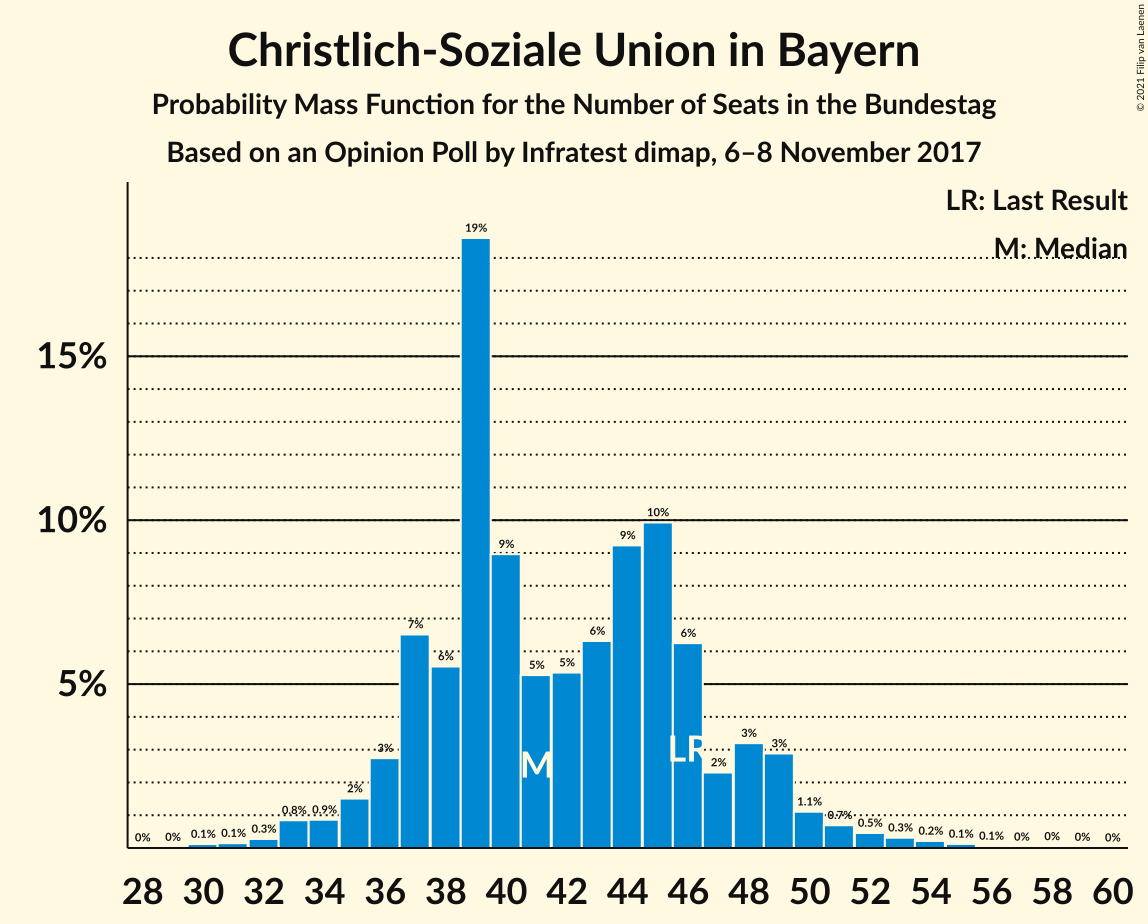 Christlich-Soziale Union in Bayern
Probability Mass Function for the Number of Seats in the Bundestag
Based on an Opinion Poll by Infratest dimap, 6–8 November 2017
© 2021 Filip van Laenen
LR: Last Result
M: Median
15%
10%
5%
0% 0% 0.1% 0.1% 0.3% 0.8% 0.9% 2% 3% 7% 6% 19% 9% 5% 5% 6% 9% 10% 6% 2% 3% 3% 1.1% 0.7% 0.5% 0.3% 0.2% 0.1% 0.1% 0% 0% 0% 0%
M
LR
28 30 32 34 36 38 40 42 44 46 48 50 52 54 56 58 60